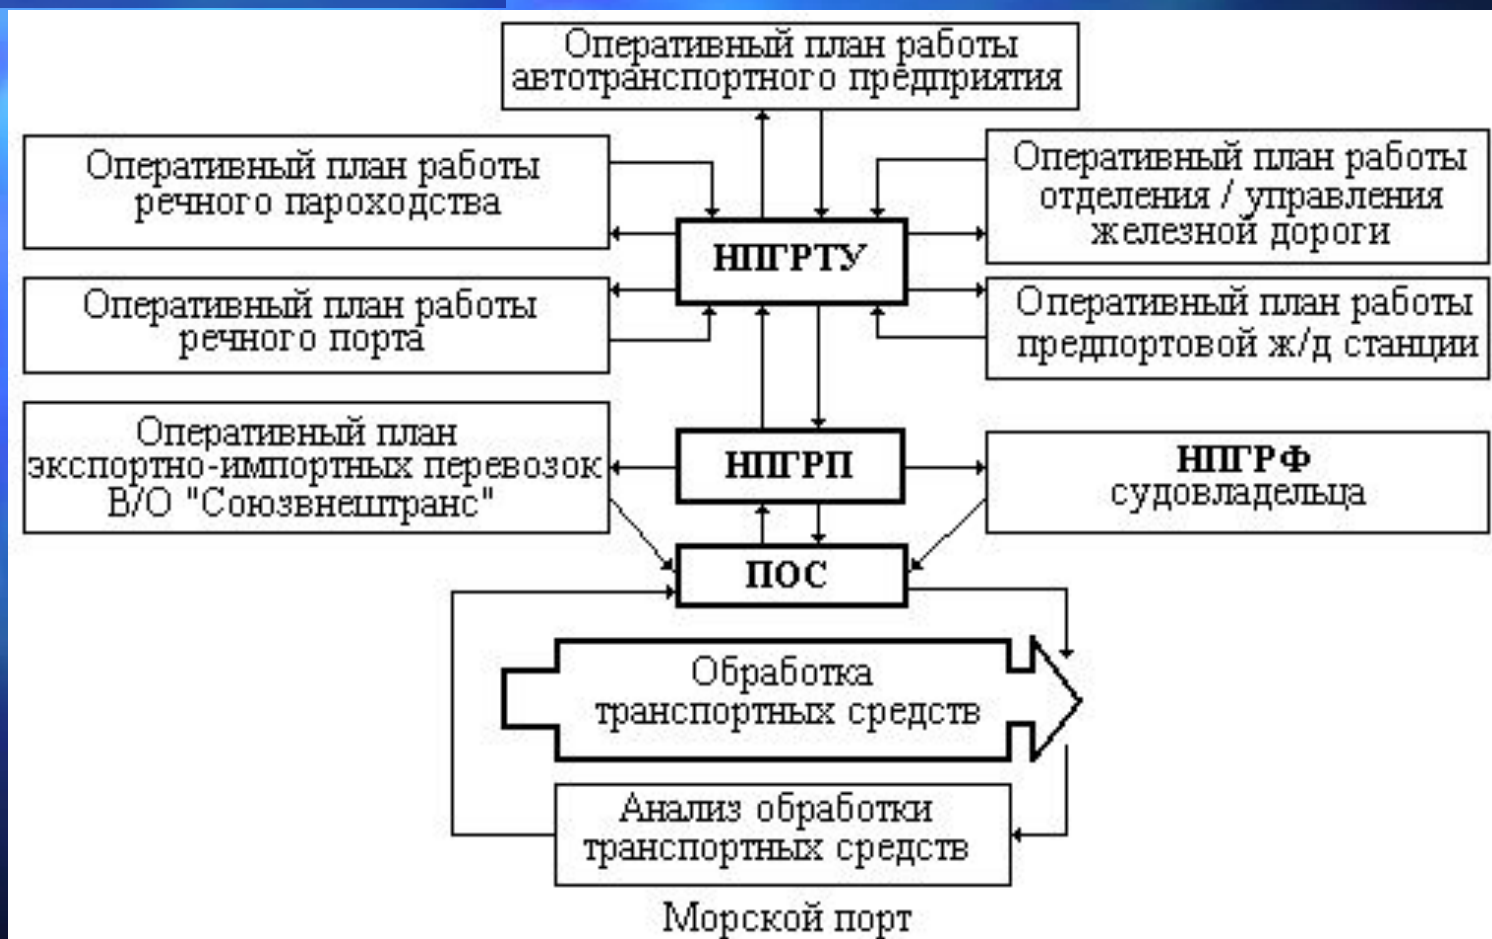 Оперативный план работы
автотранспортного предприятия
Оперативный план работы
речного пароходства
Оперативный план работы
отделения / управления
железной дороги
НПГРТУ
Оперативный план работы
речного порта
Оперативный план работы
предпортовой ж/д станции
Оперативный план
экспортно-импортных перевозок
В/О "Союзвнештранс"
НПГРП
НПГРФ
судовладельца
ПОС
Обработка
транспортных средств
Анализ обработки
транспортных средств
Морской порт